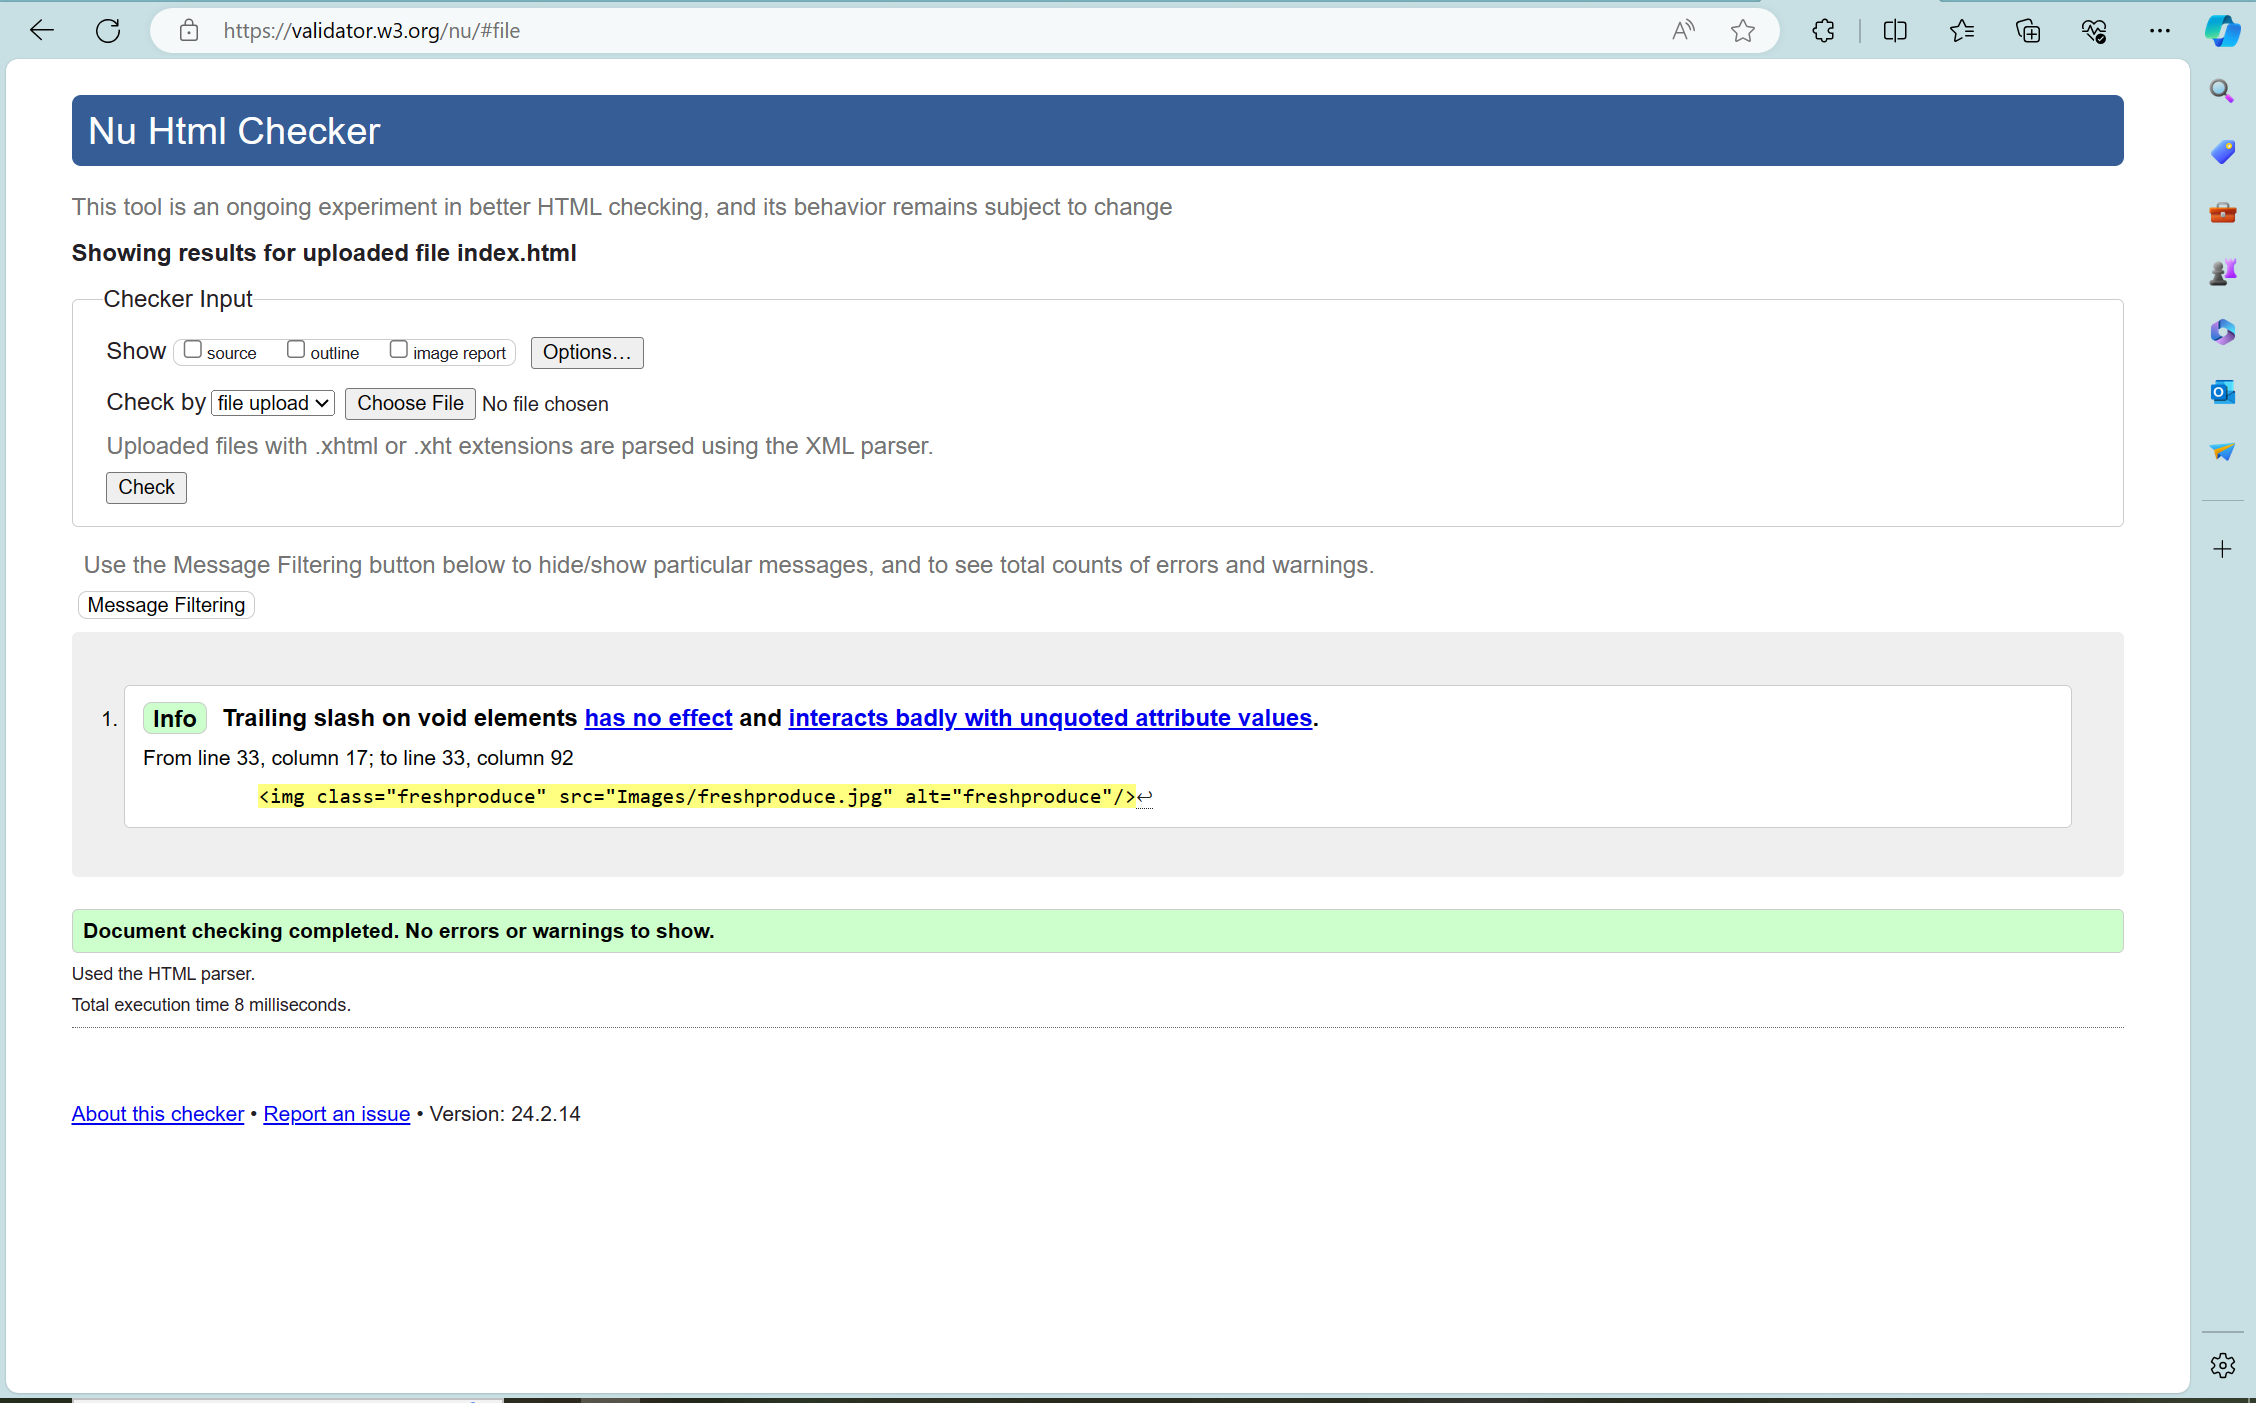 https://validator.w3.org/nu/#file
Nu Html Checker
This tool is an ongoing experiment in better HTML checking, and its behavior remains subject to change
Showing results for uploaded file index.html
Checker Input
Show source outline image report Options...
Check by file upload Choose File No file chosen
Uploaded files with .xhtml or .xht extensions are parsed using the XML parser.
Check
Use the Message Filtering button below to hide/show particular messages, and to see total counts of errors and warnings.
Message Filtering
1. Info Trailing slash on void elements has no effect and interacts badly with unquoted attribute values.
From line 33, column 17; to line 33, column 92
<img class="freshproduce" src="Images/freshproduce.jpg" alt="freshproduce"/>↩
Document checking completed. No errors or warnings to show.
Used the HTML parser.
Total execution time 8 milliseconds.
About this checker • Report an issue • Version: 24.2.14